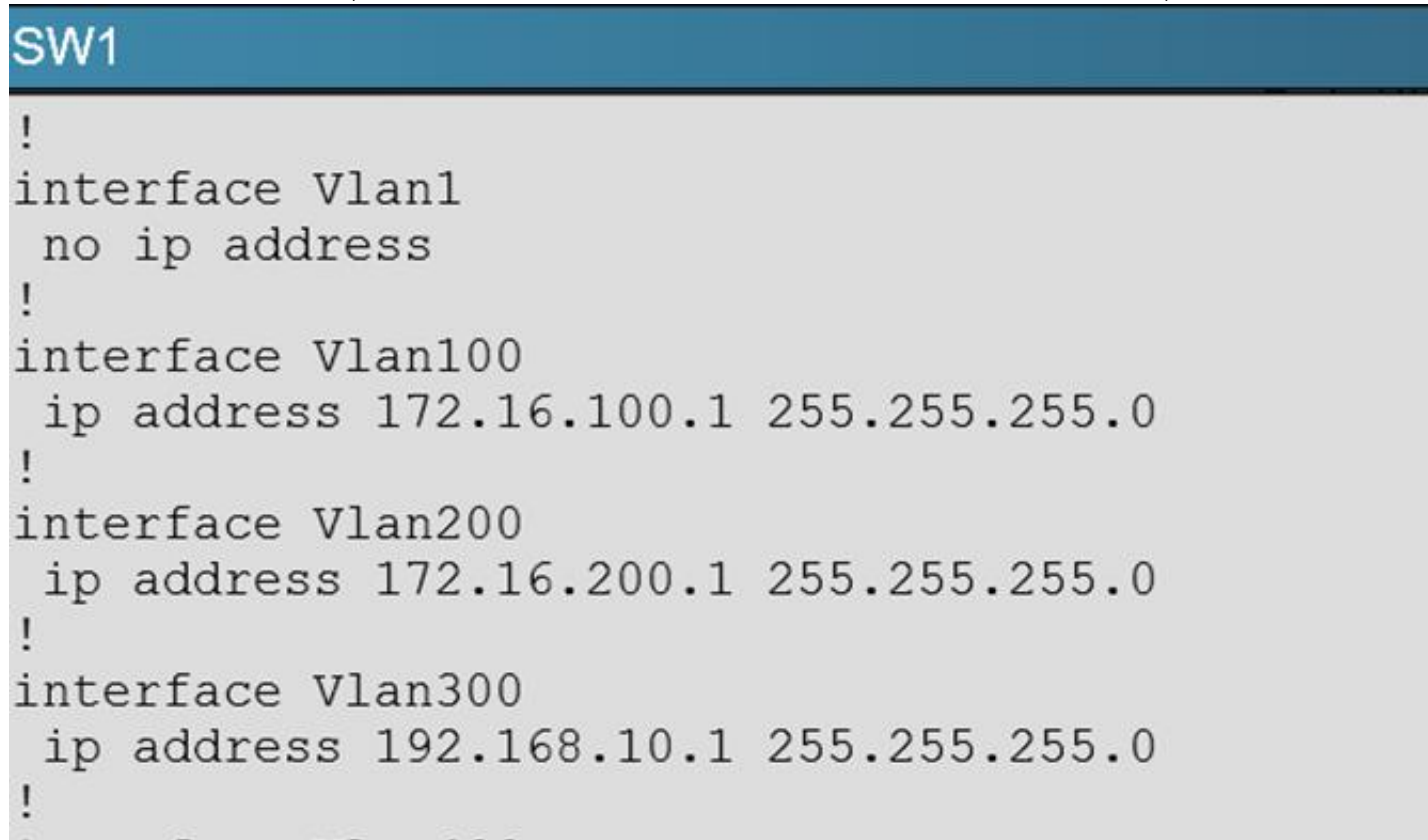 SW1
!
interface Vlan1
 no ip address
!
interface Vlan100
 ip address 172.16.100.1 255.255.255.0
!
interface Vlan200
 ip address 172.16.200.1 255.255.255.0
!
interface Vlan300
 ip address 192.168.10.1 255.255.255.0
!